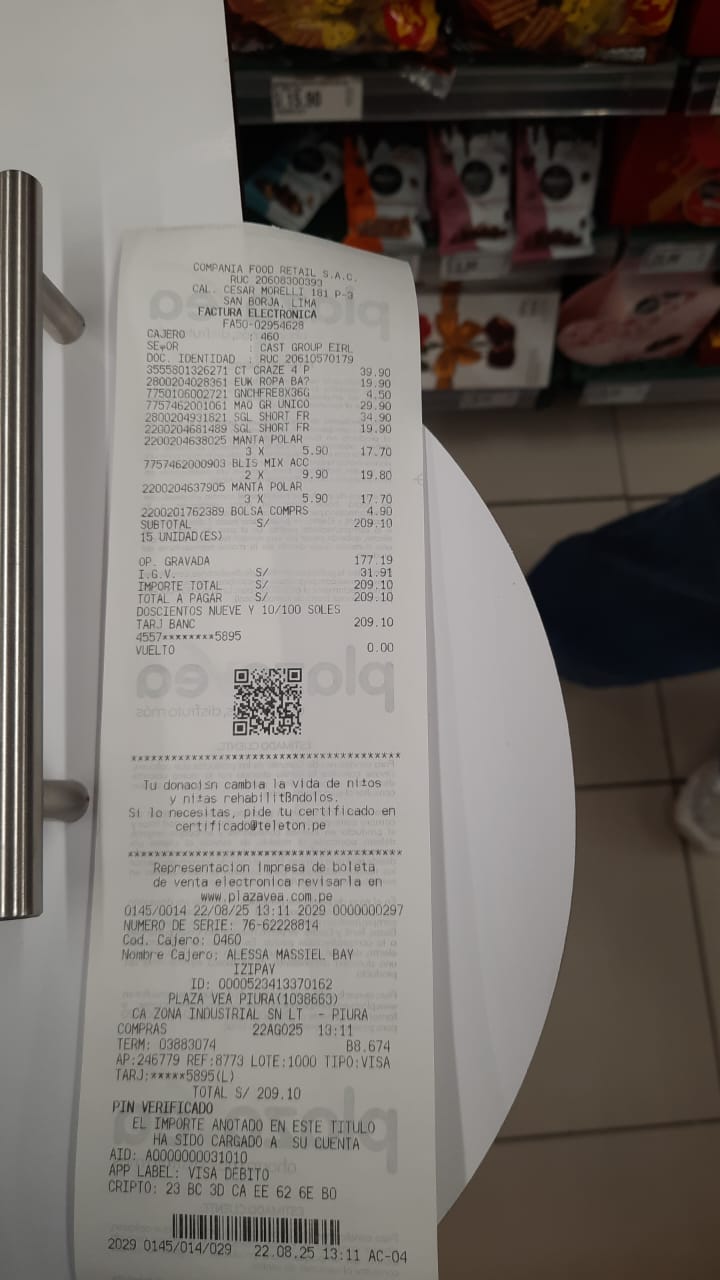 15.90
COMPANIA FOOD RETAIL S.A.C.
RUC 20608300393
CAL. CESAR MORELLI 181 P-3
SAN BORJA, LIMA
FACTURA ELECTRONICA
FA50-02954628
CAJERO : 460
SE◄OR : CAST GROUP EIRL
DOC. IDENTIDAD : RUC 20610570179
3555801326271 CT CRAZE 4 P 39.90
2800204028361 EUK ROPA BA? 19.90
7750106002721 GNCHFRE8X36G 4.50
7757462001061 MAQ GR UNICO 29.90
2800204931821 SGL SHORT FR 34.90
2200204681489 SGL SHORT FR 19.90
2200204638025 MANTA POLAR
3 X 5.90 17.70
7757462000903 BLIS MIX ACC
2 X 9.90 19.80
2200204637905 MANTA POLAR
3 X 5.90 17.70
2200201762389 BOLSA COMPRS 4.90
SUBTOTAL S/ 209.10
15 UNIDAD(ES)
OP. GRAVADA 177.19
I.G.V. S/ 31.91
IMPORTE TOTAL S/ 209.10
TOTAL A PAGAR S/ 209.10
DOSCIENTOS NUEVE Y 10/100 SOLES
TARJ BANC 209.10
4557********5895
VUELTO 0.00
plaza vea
*****************************************
Tu donacisn cambia la vida de ni±os
y ni±as rehabilitßndolos.
Si lo necesitas, pide tu certificado en
certificado@teleton.pe
*****************************************
Representacion impresa de boleta
de venta electronica revisarla en
www.plazavea.com.pe
0145/0014 22/08/25 13:11 2029 0000000297
NUMERO DE SERIE: 76-62228814
Cod. Cajero: 0460
Nombre Cajero: ALESSA MASSIEL BAY
IZIPAY
ID: 0000523413370162
PLAZA VEA PIURA(1038663)
CA ZONA INDUSTRIAL SN LT - PIURA
COMPRAS 22AGO25 13:11
TERM: 03883074 B8.674
AP:246779 REF:8773 LOTE:1000 TIPO:VISA
TARJ:*****5895(L)
TOTAL S/ 209.10
PIN VERIFICADO
EL IMPORTE ANOTADO EN ESTE TITULO
HA SIDO CARGADO A SU CUENTA
AID: A0000000031010
APP LABEL: VISA DEBITO
CRIPTO: 23 BC 3D CA EE 62 6E B0
2029 0145/014/029 22.08.25 13:11 AC-04